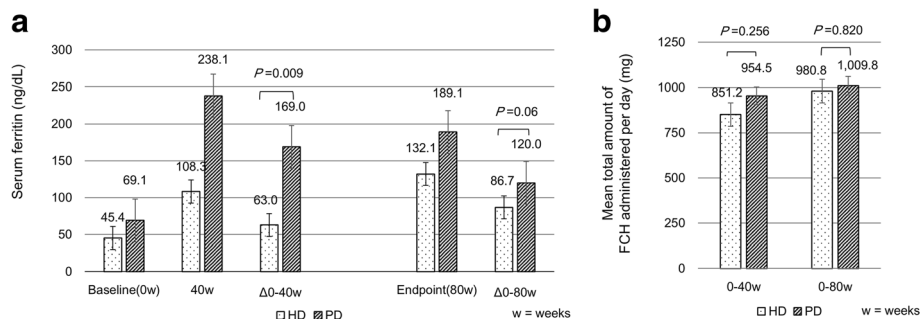 a
Serum ferritin (ng/dL)
300
250
200
150
100
50
0
45.4
69.1
108.3
238.1
P=0.009
63.0
169.0
132.1
189.1
P=0.06
86.7
120.0
Baseline(0w)
40w
Δ0-40w
Endpoint(80w)
Δ0-80w
HD PD
w = weeks
b
Mean total amount of
FCH administered per day (mg)
1250
1000
750
500
250
0
P=0.256
851.2
954.5
P=0.820
980.8
1,009.8
0-40w
0-80w
HD PD
w = weeks